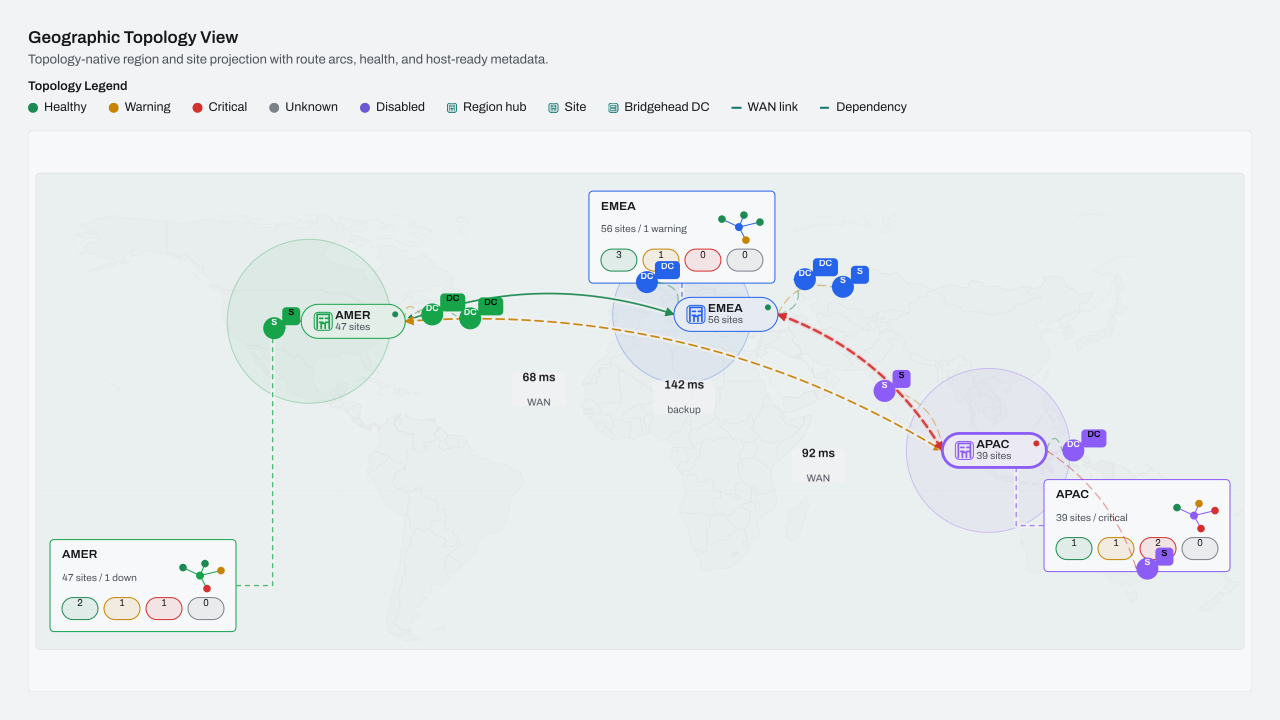 Geographic Topology View
Topology-native region and site projection with route arcs, health, and host-ready metadata.
Topology Legend
Healthy Warning Critical Unknown Disabled Region hub Site Bridgehead DC WAN link Dependency
EMEA
56 sites / 1 warning
3 1 0 0
DC DC
DC DC S S
S S
AMER
47 sites
DC DC DC DC
EMEA
56 sites
68 ms
WAN
142 ms
backup
S S
92 ms
WAN
APAC
39 sites
DC DC
APAC
39 sites / critical
1 1 2 0
S S
AMER
47 sites / 1 down
2 1 1 0